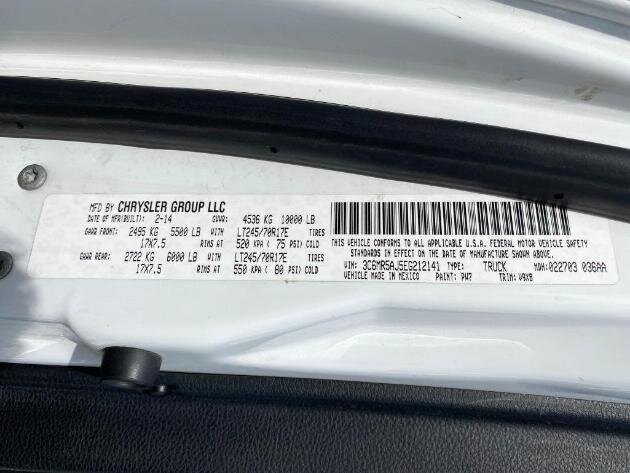 MFD BY CHRYSLER GROUP LLC
DATE OF MFR(BUILT): 2-14 GVWR: 4536 KG 10000 LB
GAWR FRONT: 2495 KG 5500 LB WITH LT245/70R17E TIRES
17X7.5 RIMS AT 520 KPA ( 75 PSI) COLD
GAWR REAR: 2722 KG 6000 LB WITH LT245/70R17E TIRES
17X7.5 RIMS AT 550 KPA ( 80 PSI) COLD
THIS VEHICLE CONFORMS TO ALL APPLICABLE U.S.A. FEDERAL MOTOR VEHICLE SAFETY
STANDARDS IN EFFECT ON THE DATE OF MANUFACTURE SHOWN ABOVE.
VIN: 3C6MR5AJ5EG212141 TYPE: TRUCK MDH: 022703 036AA
VEHICLE MADE IN MEXICO PAINT: PW7 TRIM: V9X8